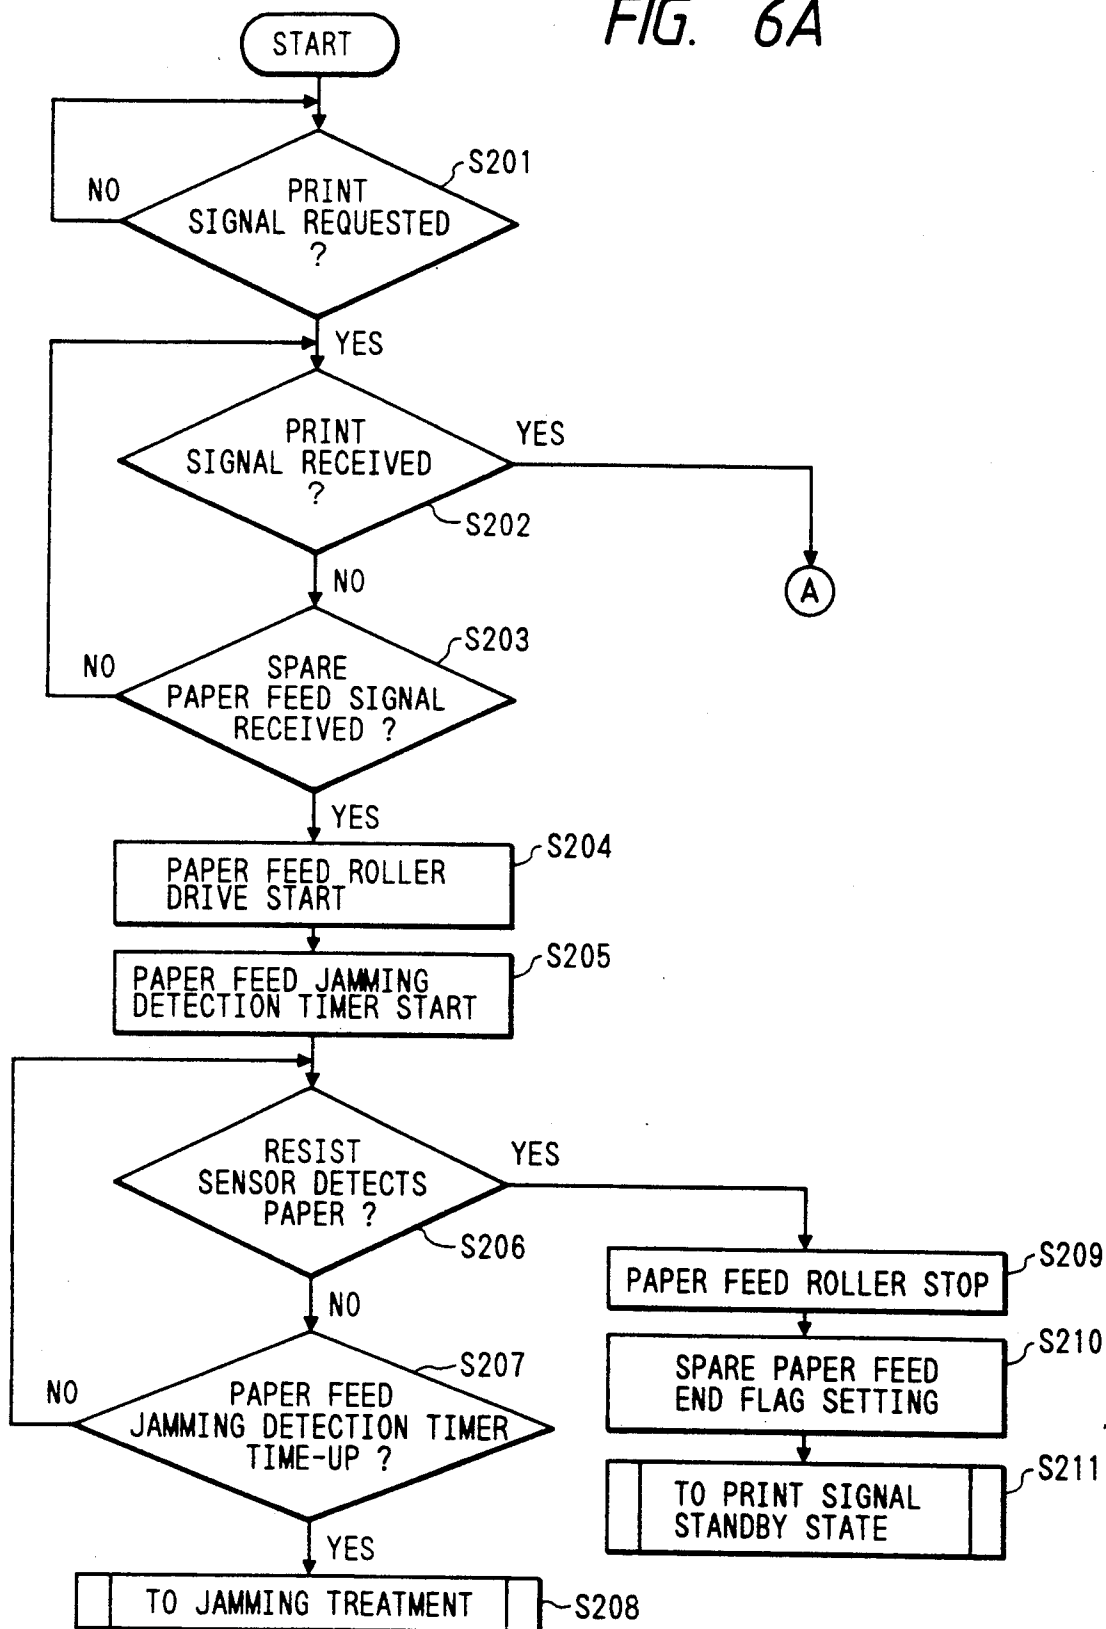 FIG. 6A
START
S201
NO
PRINT
SIGNAL REQUESTED
?
YES
PRINT
SIGNAL RECEIVED
?
YES
S202
A
NO
S203
NO
SPARE
PAPER FEED SIGNAL
RECEIVED ?
YES
S204
PAPER FEED ROLLER
DRIVE START
S205
PAPER FEED JAMMING
DETECTION TIMER START
RESIST
SENSOR DETECTS
PAPER ?
YES
S206
NO
S207
NO
PAPER FEED
JAMMING DETECTION TIMER
TIME-UP ?
YES
TO JAMMING TREATMENT
S208
S209
PAPER FEED ROLLER STOP
S210
SPARE PAPER FEED
END FLAG SETTING
S211
TO PRINT SIGNAL
STANDBY STATE